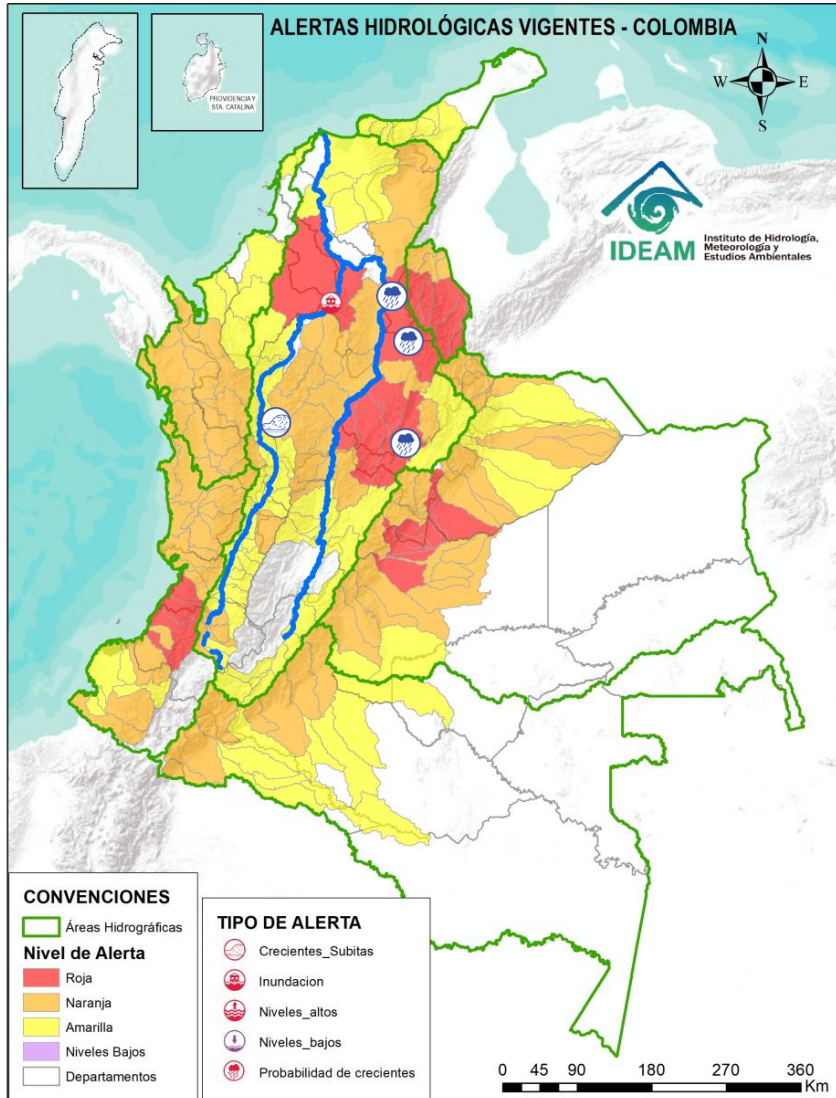 ALERTAS HIDROLÓGICAS VIGENTES - COLOMBIA
PROVIDENCIA Y
STA. CATALINA
N
W
E
S
IDEAM
Instituto de Hidrología,
Meteorología y
Estudios Ambientales
CONVENCIONES
Áreas Hidrográficas
Nivel de Alerta
Roja
Naranja
Amarilla
Niveles Bajos
Departamentos
TIPO DE ALERTA
Crecientes_Subitas
Inundacion
Niveles_altos
Niveles_bajos
Probabilidad de crecientes
0 45 90 180 270 360
Km